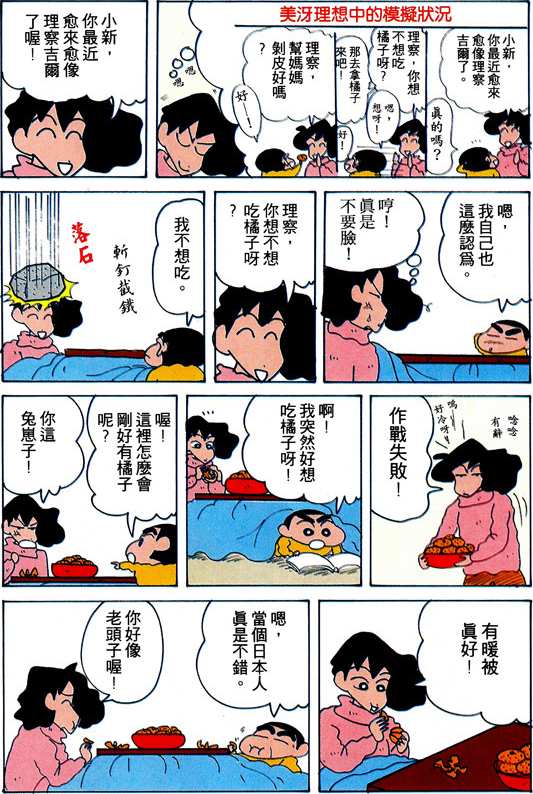 美冴理想中的模擬狀況
小新，
你最近愈來
愈像理察
吉爾了。
眞的嗎？
理察，你想
不想吃
橘子呀？
嗯，
想呀！
那去拿橘子
來吧！
好！
理察，
幫媽媽
剝皮好嗎
？
好！
小新，
你最近
愈來愈像
理察吉爾
了喔！
嗯，
我自己也
這麼認爲。
哼！
眞是
不要臉！
理察，
你想不想
吃橘子呀
？
我不想吃。
斬釘截鐵
落石
唸唸
有辭
嗚…
好冷呀!!
作戰失敗！
啊！
我突然好想
吃橘子呀！
喔！
這裡怎麼會
剛好有橘子
呢？
你這
兔崽子！
有暖被
眞好！
嗯，
當個日本人
眞是不錯。
你好像
老頭子喔！